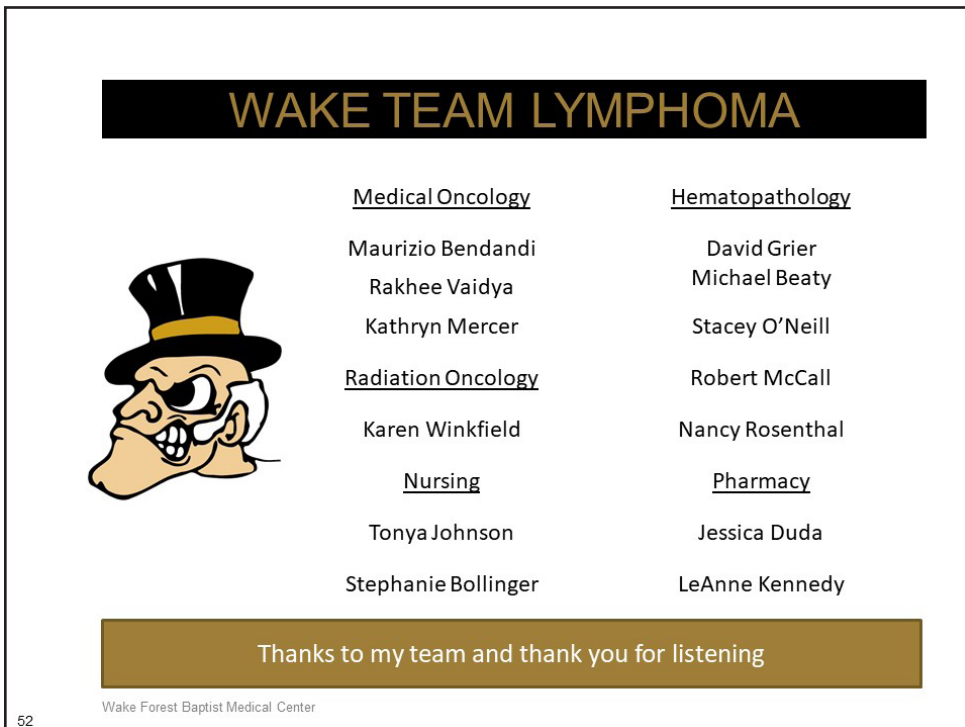 WAKE TEAM LYMPHOMA
Medical Oncology
Maurizio Bendandi
Rakhee Vaidya
Kathryn Mercer
Radiation Oncology
Karen Winkfield
Nursing
Tonya Johnson
Stephanie Bollinger
Hematopathology
David Grier
Michael Beaty
Stacey O’Neill
Robert McCall
Nancy Rosenthal
Pharmacy
Jessica Duda
LeAnne Kennedy
Thanks to my team and thank you for listening
Wake Forest Baptist Medical Center
52